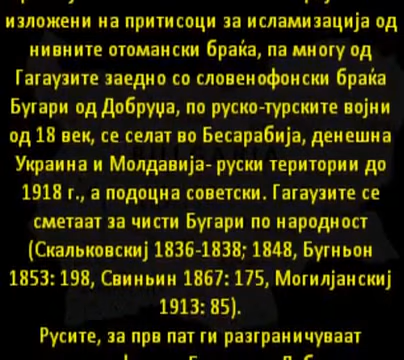 изложени на притисоци за исламизација од
нивните отомански браќа, па многу од
Гагаузите заедно со словенофонски браќа
Бугари од Добруџа, по руско-турските војни
од 18 век, се селат во Бесарабија, денешна
Украина и Молдавија- руски територии до
1918 г., а подоцна советски. Гагаузите се
сметаат за чисти Бугари по народност
(Скальковскиј 1836-1838; 1848, Бугньон
1853: 198, Свиньин 1867: 175, Могилјанскиј
1913: 85).
Русите, за прв пат ги разграничуваат